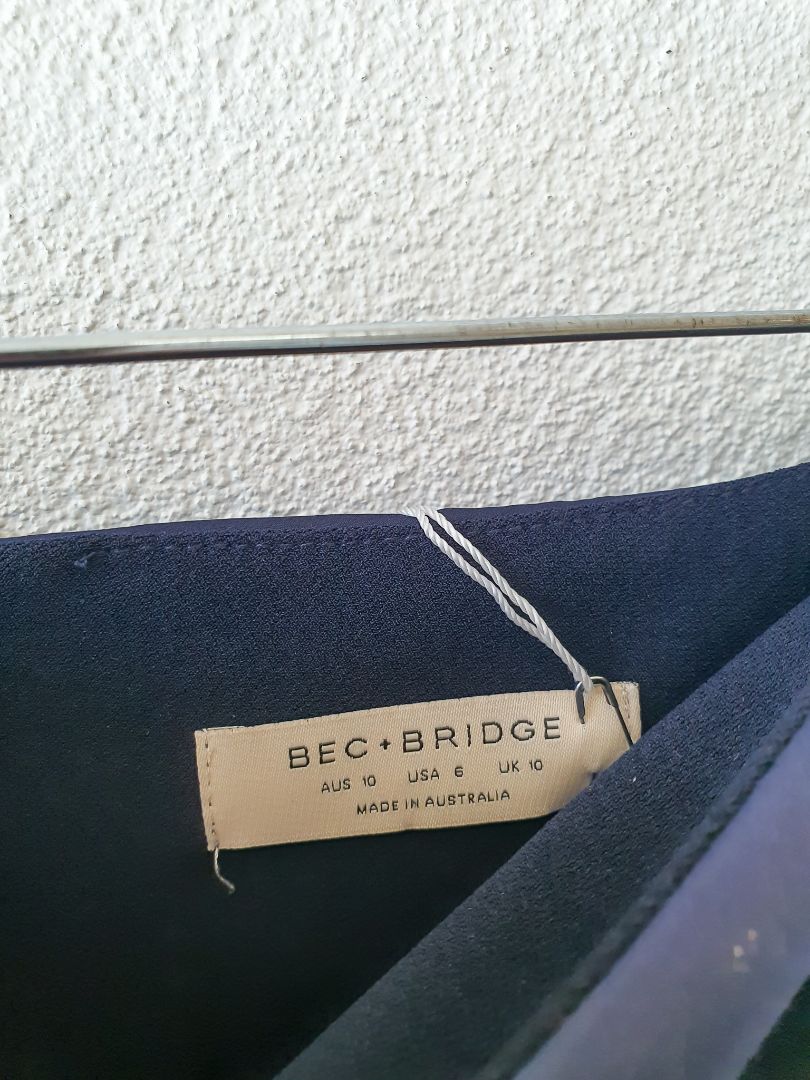 BEC+BRIDGE
AUS 10 USA 6 UK 10
MADE IN AUSTRALIA